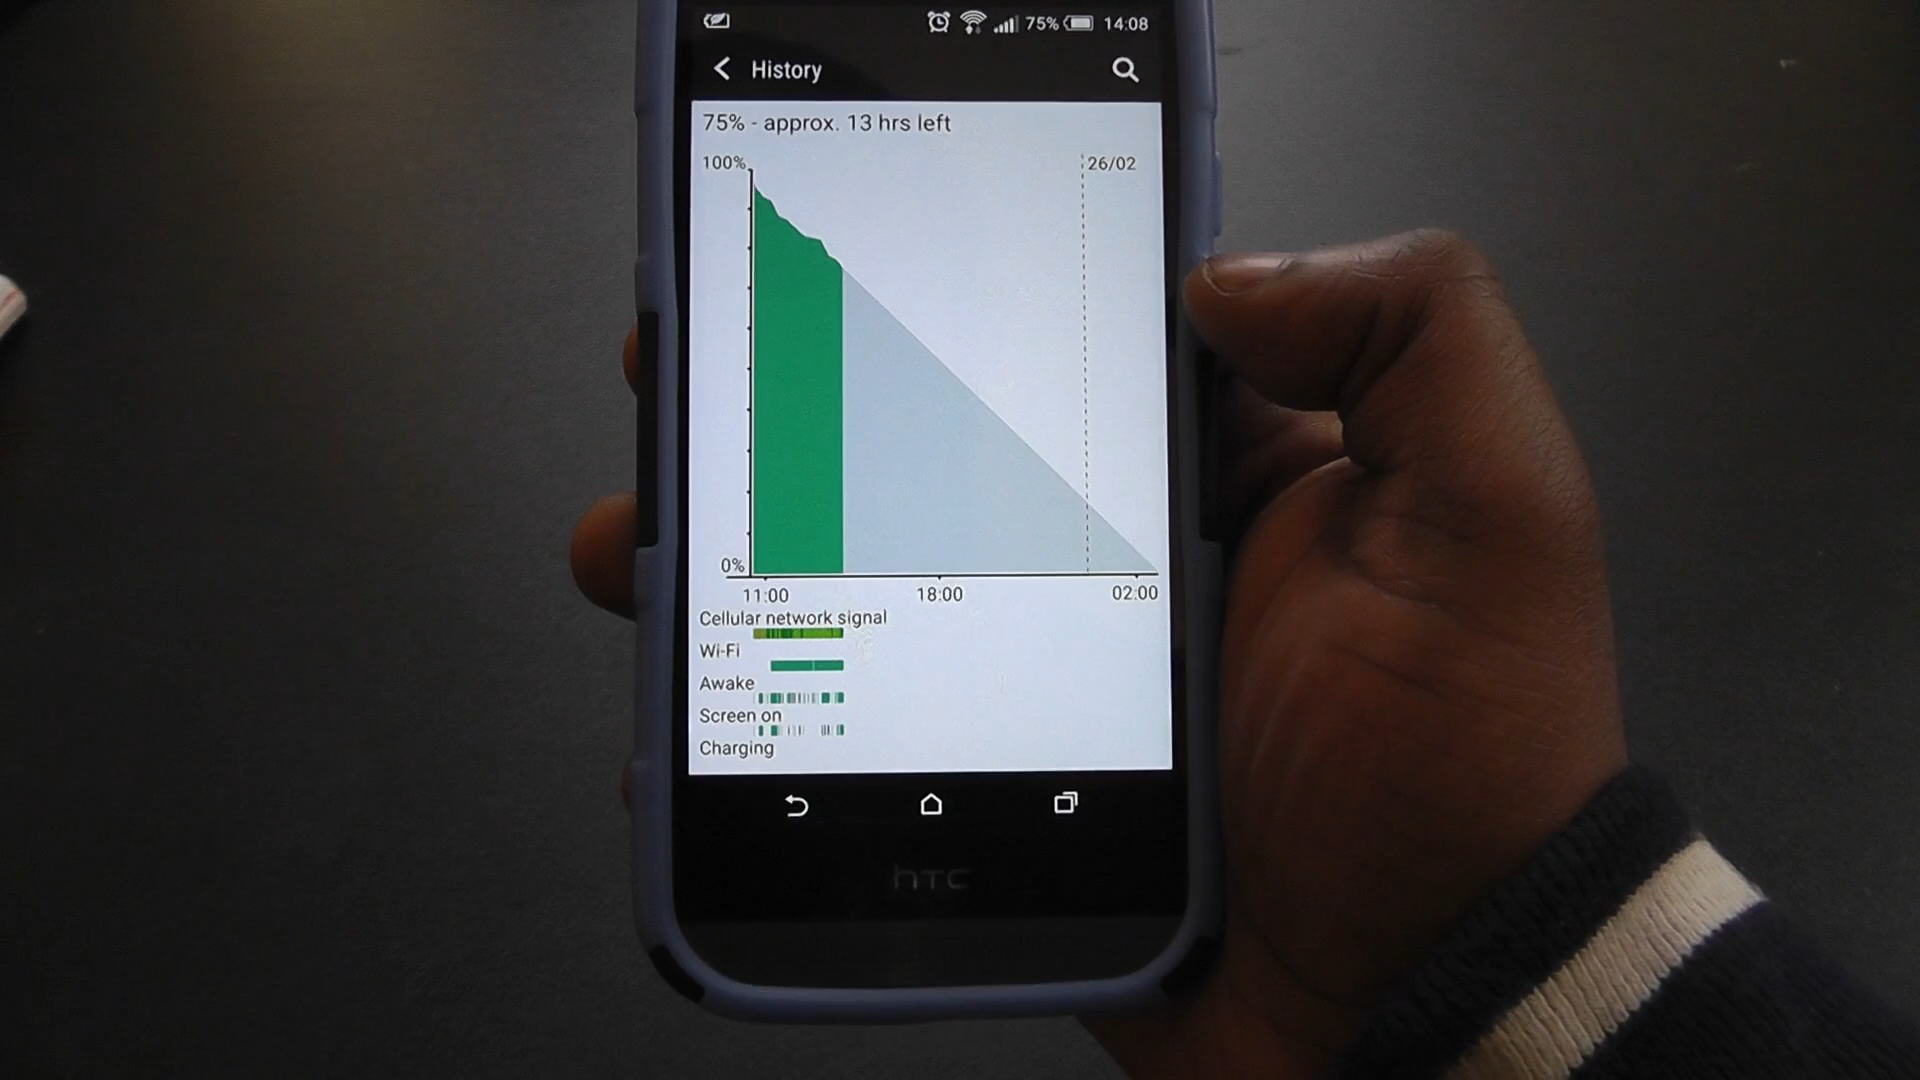 75% 14:08
History
75% - approx. 13 hrs left
100% 26/02
0%
11:00 18:00 02:00
Cellular network signal
Wi-Fi
Awake
Screen on
Charging
hTC